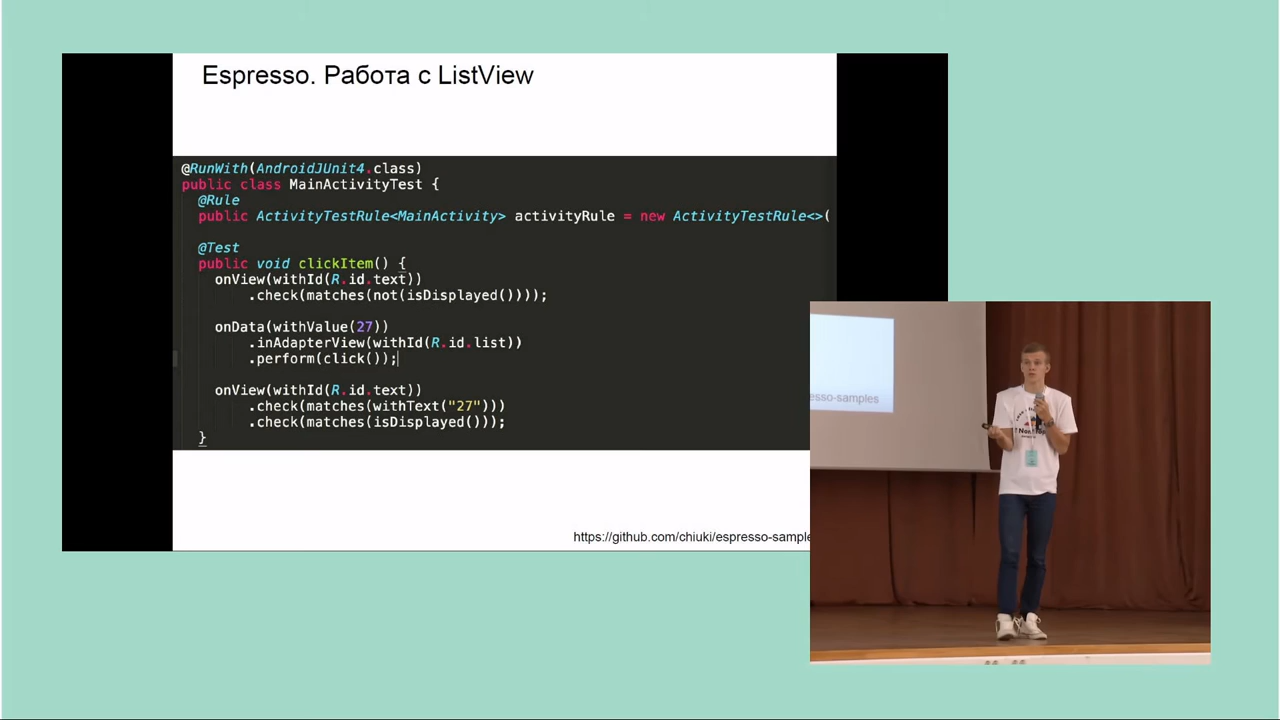 Espresso. Работа с ListView
@RunWith(AndroidJUnit4.class)
public class MainActivityTest {
@Rule
public ActivityTestRule<MainActivity> activityRule = new ActivityTestRule<>(
@Test
public void clickItem() {
onView(withId(R.id.text))
.check(matches(not(isDisplayed())));
onData(withValue(27))
.inAdapterView(withId(R.id.list))
.perform(click());
onView(withId(R.id.text))
.check(matches(withText("27")))
.check(matches(isDisplayed()));
}
https://github.com/chiuki/espresso-sample
esso-samples